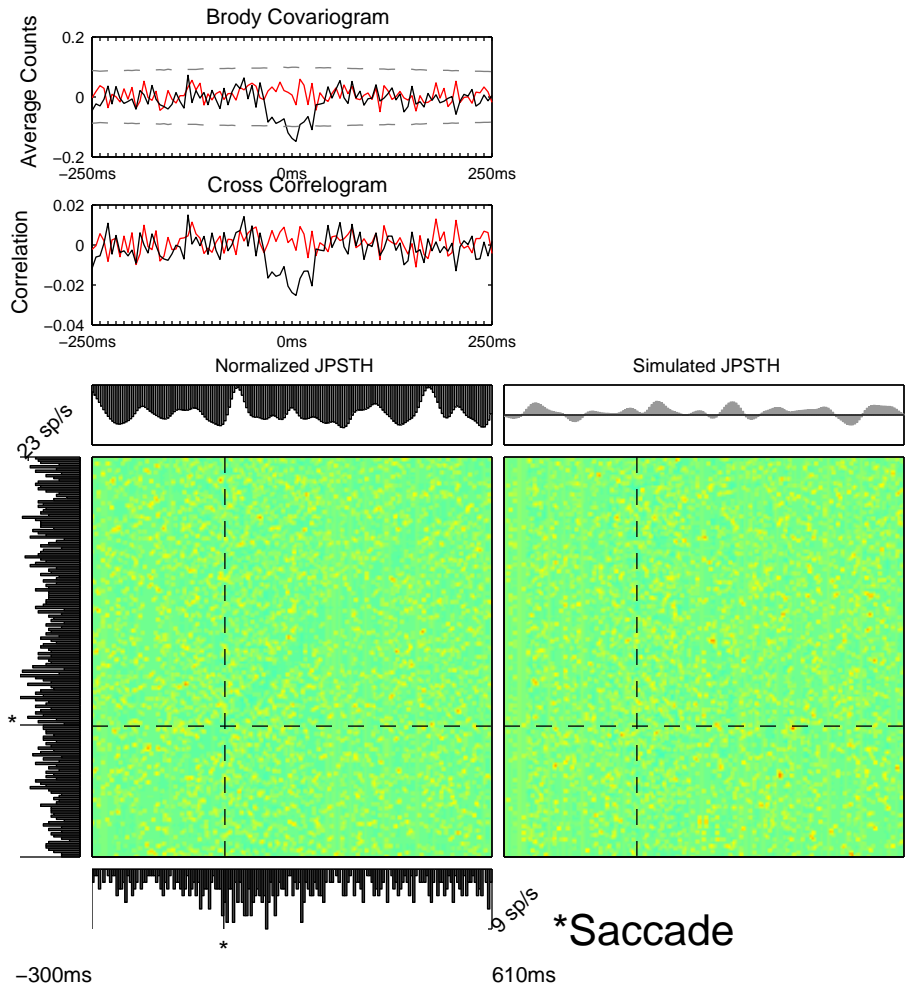 Brody Covariogram
Average Counts
0.2
0
−0.2
−250ms
0ms
250ms
Cross Correlogram
Correlation
0.02
0
−0.02
−0.04
−250ms
0ms
250ms
Normalized JPSTH
Simulated JPSTH
23 sp/s
*
9 sp/s
*
*Saccade
−300ms
610ms